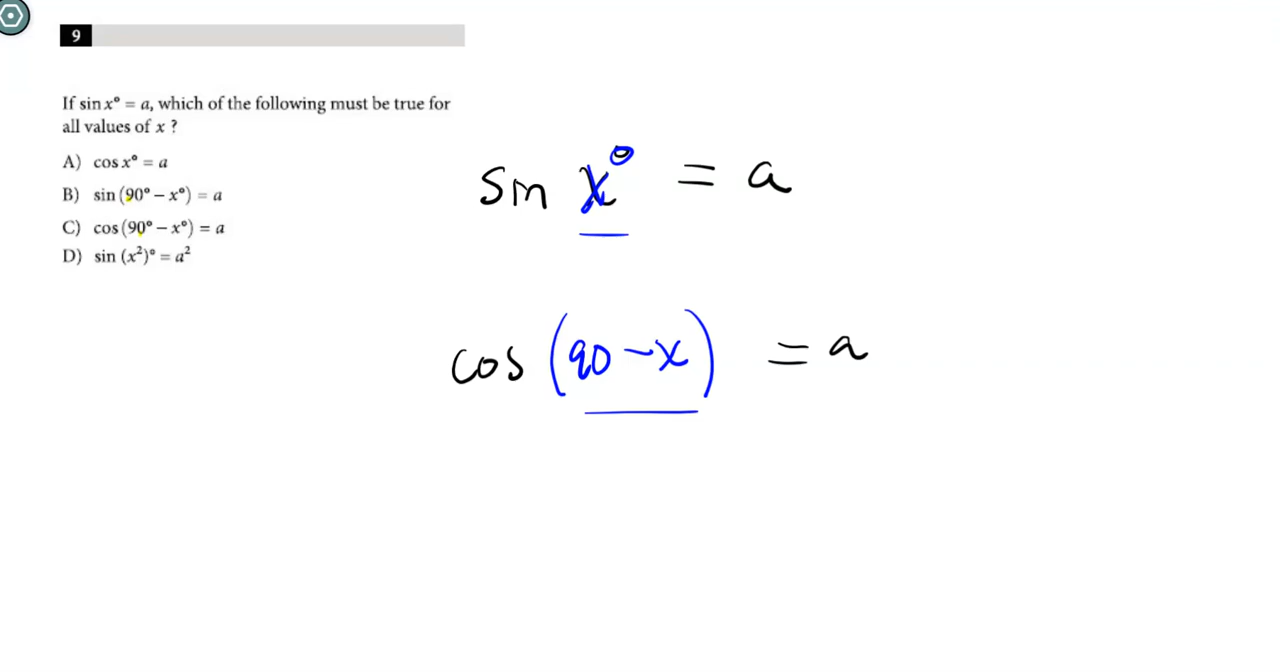 9
If sin x° = a, which of the following must be true for
all values of x ?
A) cos x° = a
B) sin (90° − x°) = a
C) cos (90° − x°) = a
D) sin (x²)° = a²
sin x° = a
cos (90 − x) = a